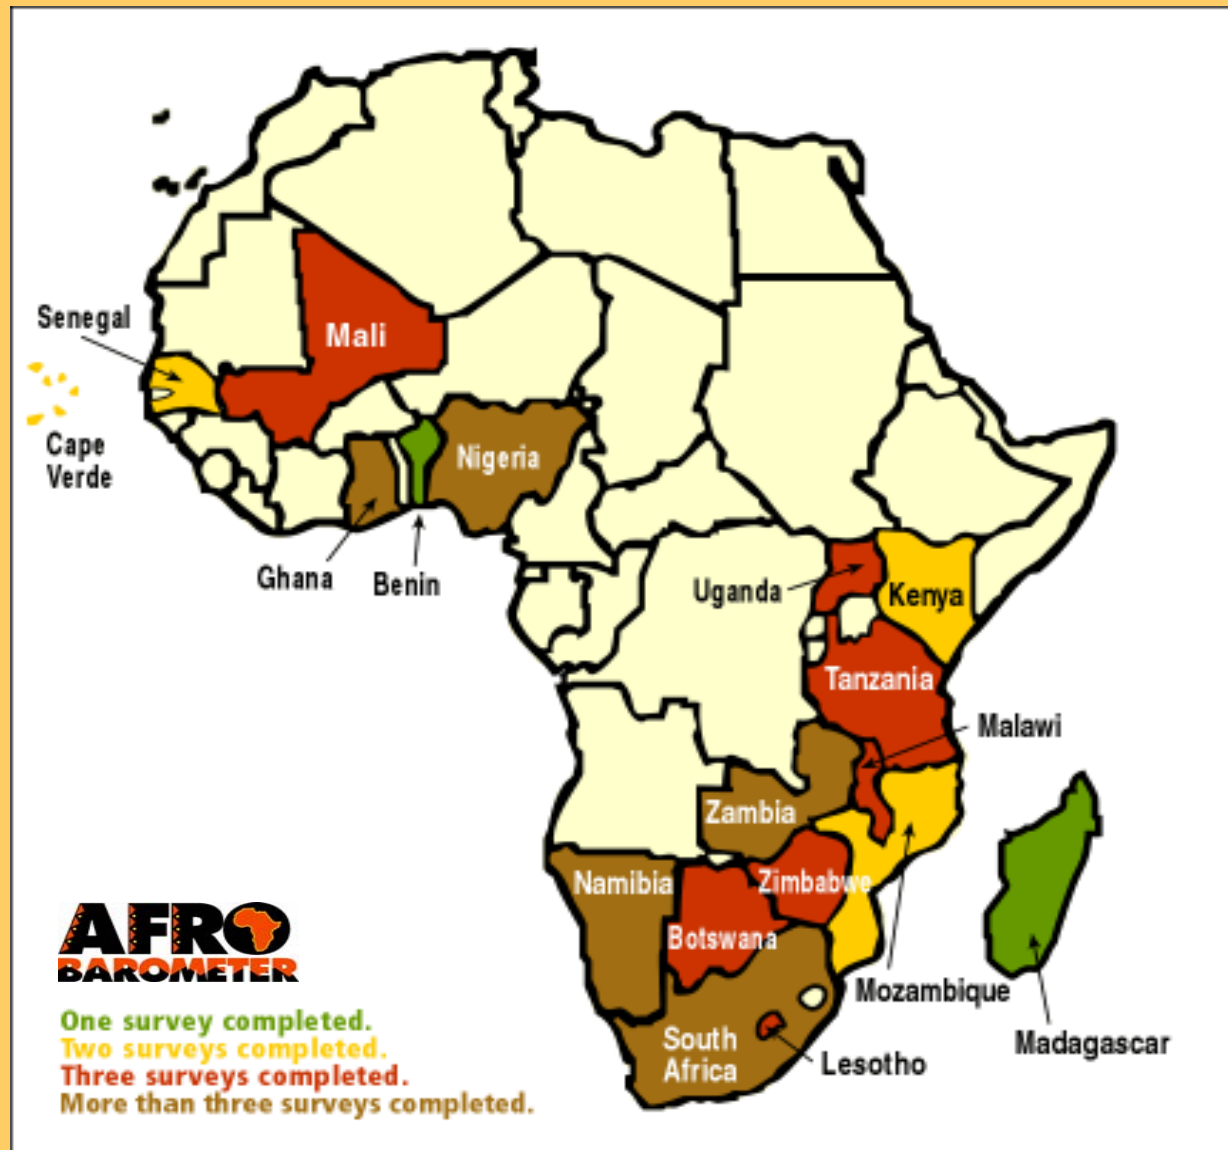 Senegal
Mali
Cape
Verde
Nigeria
Ghana
Benin
Uganda
Kenya
Tanzania
Malawi
Zambia
Namibia
Zimbabwe
Botswana
Mozambique
South
Africa
Lesotho
Madagascar
AFRO
BAROMETER
One survey completed.
Two surveys completed.
Three surveys completed.
More than three surveys completed.